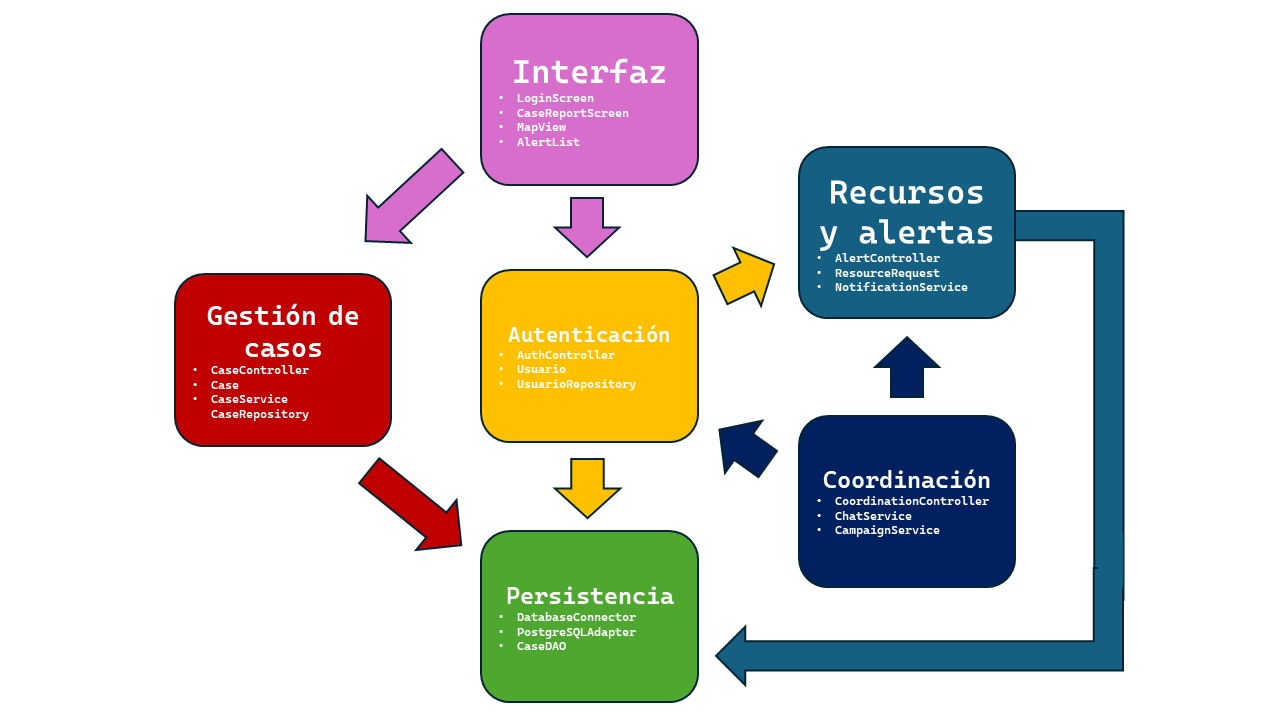 Interfaz
• LoginScreen
• CaseReportScreen
• MapView
• AlertList
Recursos
y alertas
• AlertController
• ResourceRequest
• NotificationService
Gestión de
casos
• CaseController
• Case
• CaseService
CaseRepository
Autenticación
• AuthController
• Usuario
• UsuarioRepository
Coordinación
• CoordinationController
• ChatService
• CampaignService
Persistencia
• DatabaseConnector
• PostgreSQLAdapter
• CaseDAO